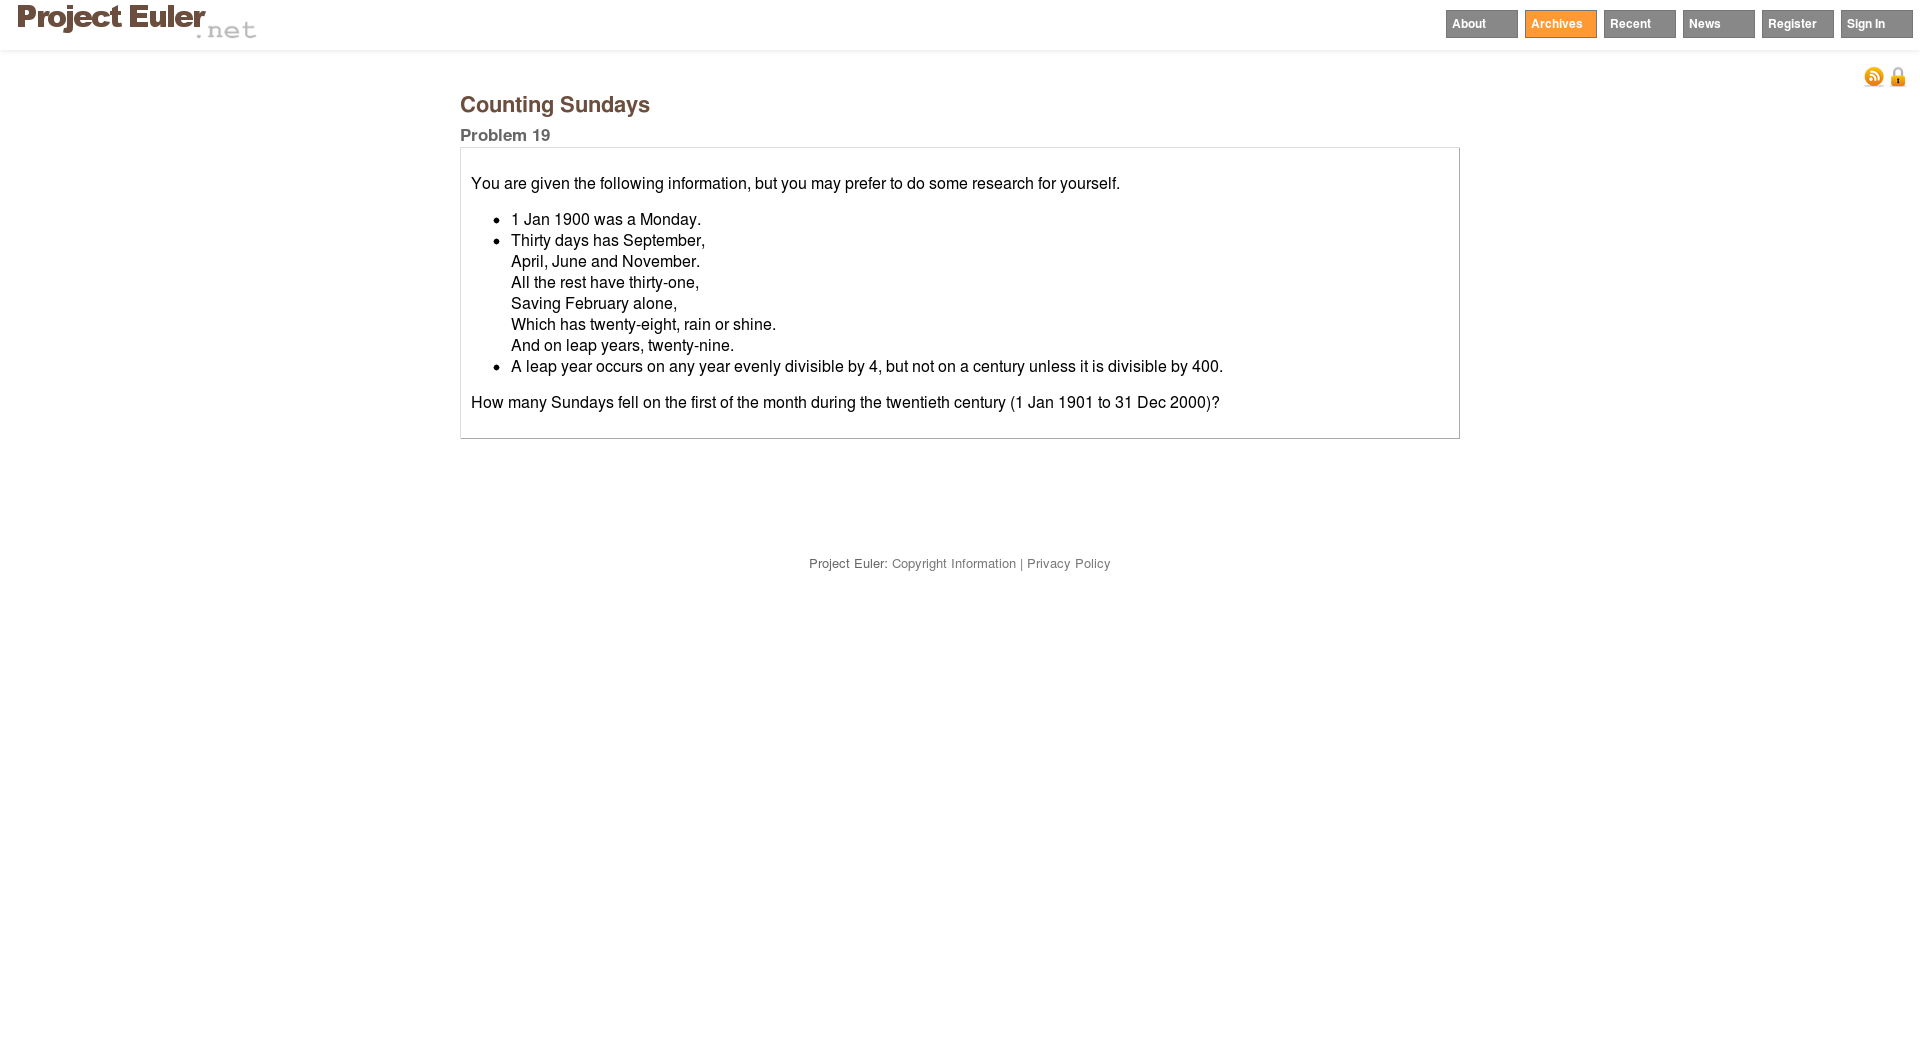 Project Euler.net
About Archives Recent News Register Sign In
Counting Sundays
Problem 19
You are given the following information, but you may prefer to do some research for yourself.
• 1 Jan 1900 was a Monday.
• Thirty days has September,
April, June and November.
All the rest have thirty-one,
Saving February alone,
Which has twenty-eight, rain or shine.
And on leap years, twenty-nine.
• A leap year occurs on any year evenly divisible by 4, but not on a century unless it is divisible by 400.
How many Sundays fell on the first of the month during the twentieth century (1 Jan 1901 to 31 Dec 2000)?
Project Euler: Copyright Information | Privacy Policy